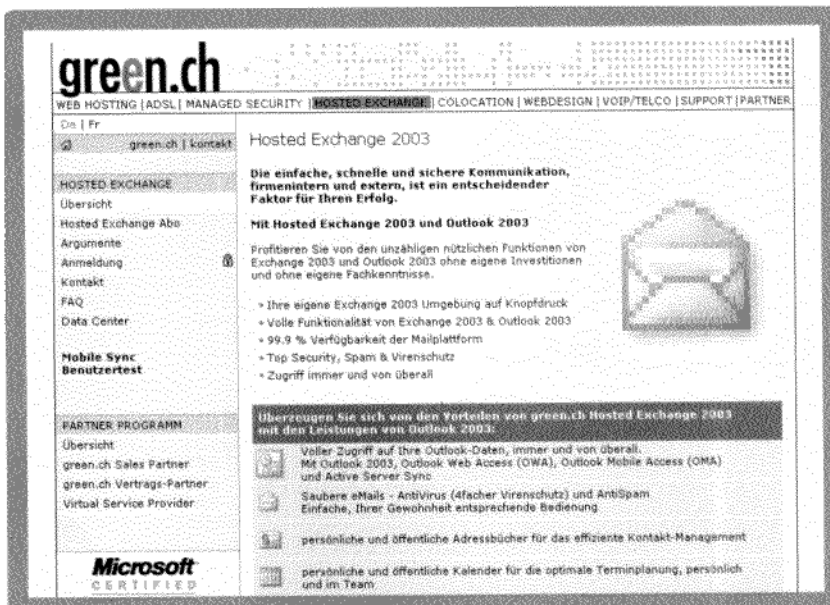 green.ch
WEB HOSTING | ADSL | MANAGED SECURITY | HOSTED EXCHANGE | COLOCATION | WEBDESIGN | VOIP/TELCO | SUPPORT | PARTNER
De | Fr
green.ch | kontakt
HOSTED EXCHANGE
Übersicht
Hosted Exchange Abo
Argumente
Anmeldung
Kontakt
FAQ
Data Center
Mobile Sync
Benutzertest
PARTNER PROGRAMM
Übersicht
green.ch Sales Partner
green.ch Vertrags-Partner
Virtual Service Provider
Microsoft
CERTIFIED
Hosted Exchange 2003
Die einfache, schnelle und sichere Kommunikation,
firmenintern und extern, ist ein entscheidender
Faktor für Ihren Erfolg.
Mit Hosted Exchange 2003 und Outlook 2003
Profitieren Sie von den unzähligen nützlichen Funktionen von
Exchange 2003 und Outlook 2003 ohne eigene Investitionen
und ohne eigene Fachkenntnisse.
» Ihre eigene Exchange 2003 Umgebung auf Knopfdruck
» Volle Funktionalität von Exchange 2003 & Outlook 2003
» 99.9 % Verfügbarkeit der Mailplattform
» Top Security, Spam & Virenschutz
» Zugriff immer und von überall
Überzeugen Sie sich von den Vorteilen von green.ch Hosted Exchange 2003
mit den Leistungen von Outlook 2003:
Voller Zugriff auf Ihre Outlook-Daten, immer und von überall.
Mit Outlook 2003, Outlook Web Access (OWA), Outlook Mobile Access (OMA)
und Active Server Sync
Saubere eMails - AntiVirus (4facher Virenschutz) und AntiSpam
Einfache, Ihrer Gewohnheit entsprechende Bedienung
persönliche und öffentliche Adressbücher für das effiziente Kontakt-Management
persönliche und öffentliche Kalender für die optimale Terminplanung, persönlich
und im Team